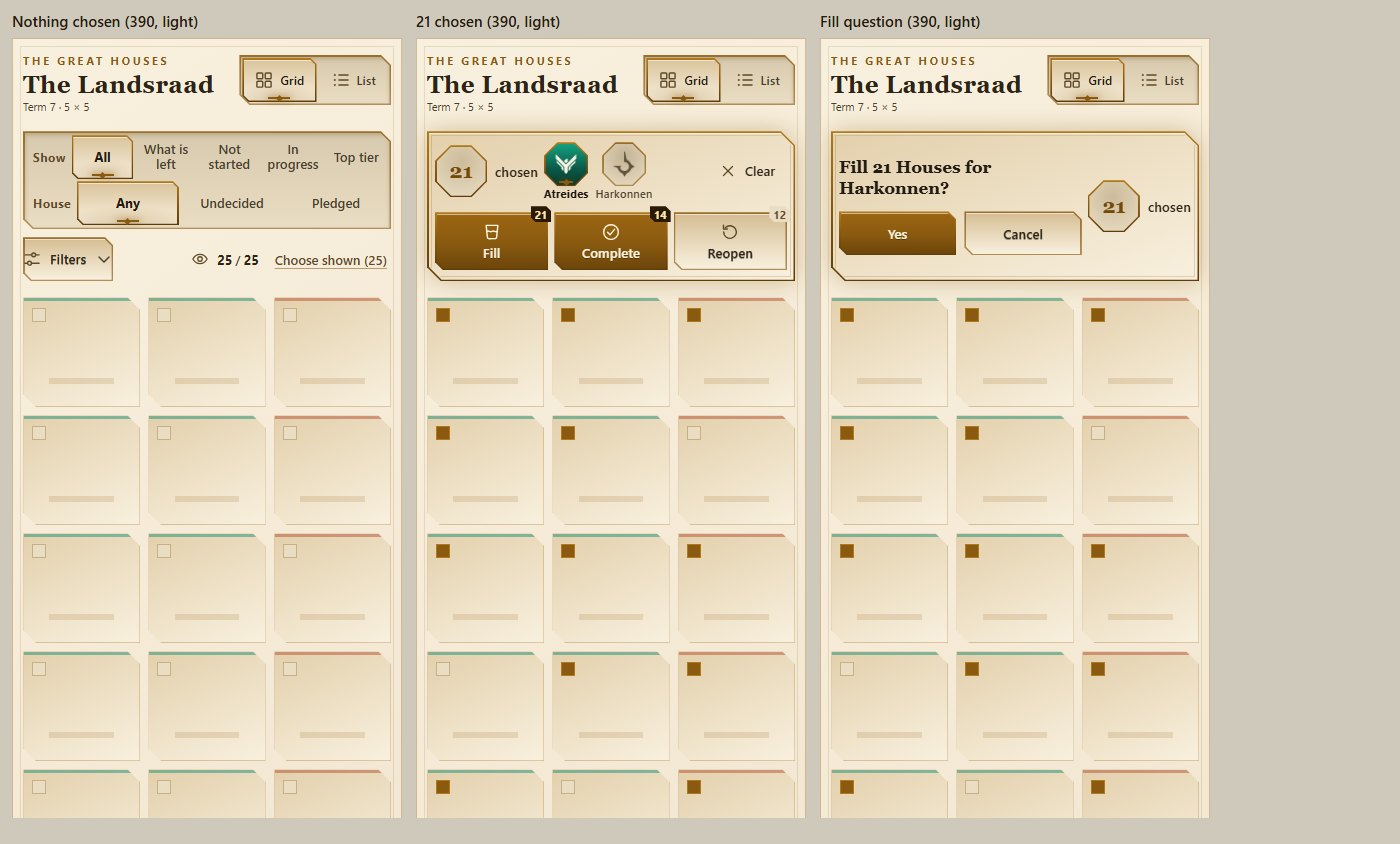 Nothing chosen (390, light)
THE GREAT HOUSES
The Landsraad
Term 7 · 5 × 5
Grid
List
Show
All
What is left
Not started
In progress
Top tier
House
Any
Undecided
Pledged
Filters
25 / 25
Choose shown (25)
21 chosen (390, light)
THE GREAT HOUSES
The Landsraad
Term 7 · 5 × 5
Grid
List
21
chosen
Atreides
Harkonnen
Clear
21
Fill
14
Complete
12
Reopen
Fill question (390, light)
THE GREAT HOUSES
The Landsraad
Term 7 · 5 × 5
Grid
List
Fill 21 Houses for
Harkonnen?
Yes
Cancel
21
chosen